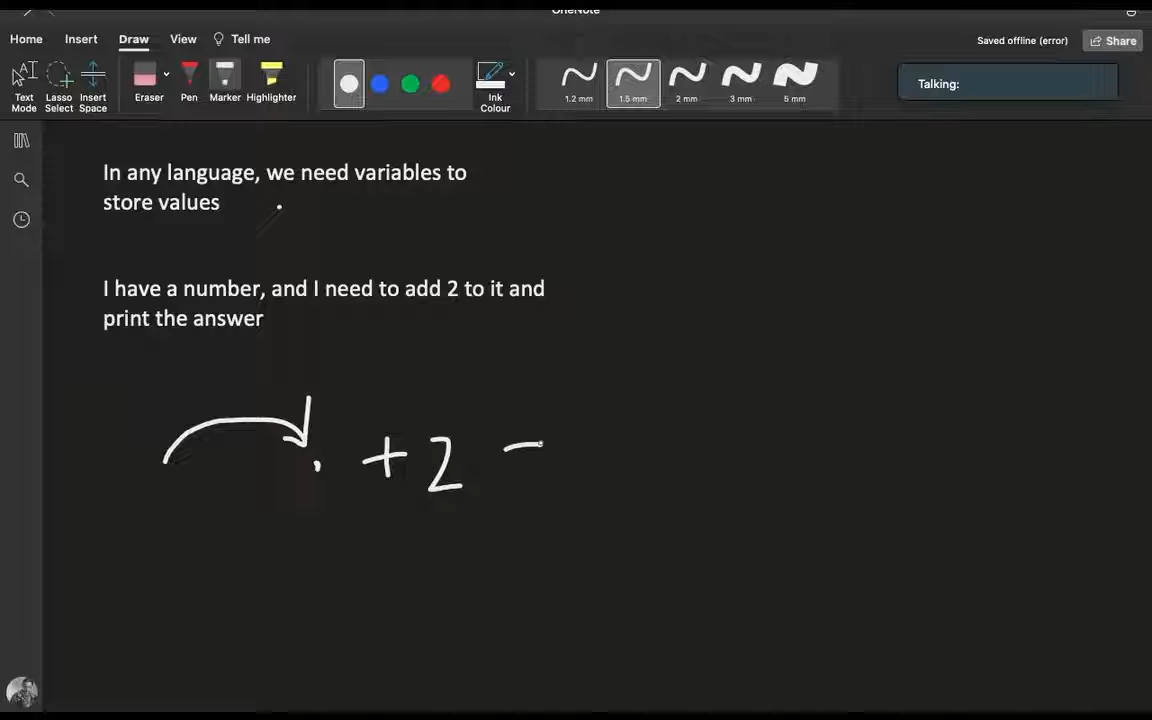 OneNote
Home Insert Draw View Tell me
Saved offline (error) Share
Text Mode
Lasso Select
Insert Space
Eraser
Pen
Marker
Highlighter
Ink Colour
1.2 mm
1.5 mm
2 mm
3 mm
5 mm
Talking:
In any language, we need variables to
store values
I have a number, and I need to add 2 to it and
print the answer
+ 2 -